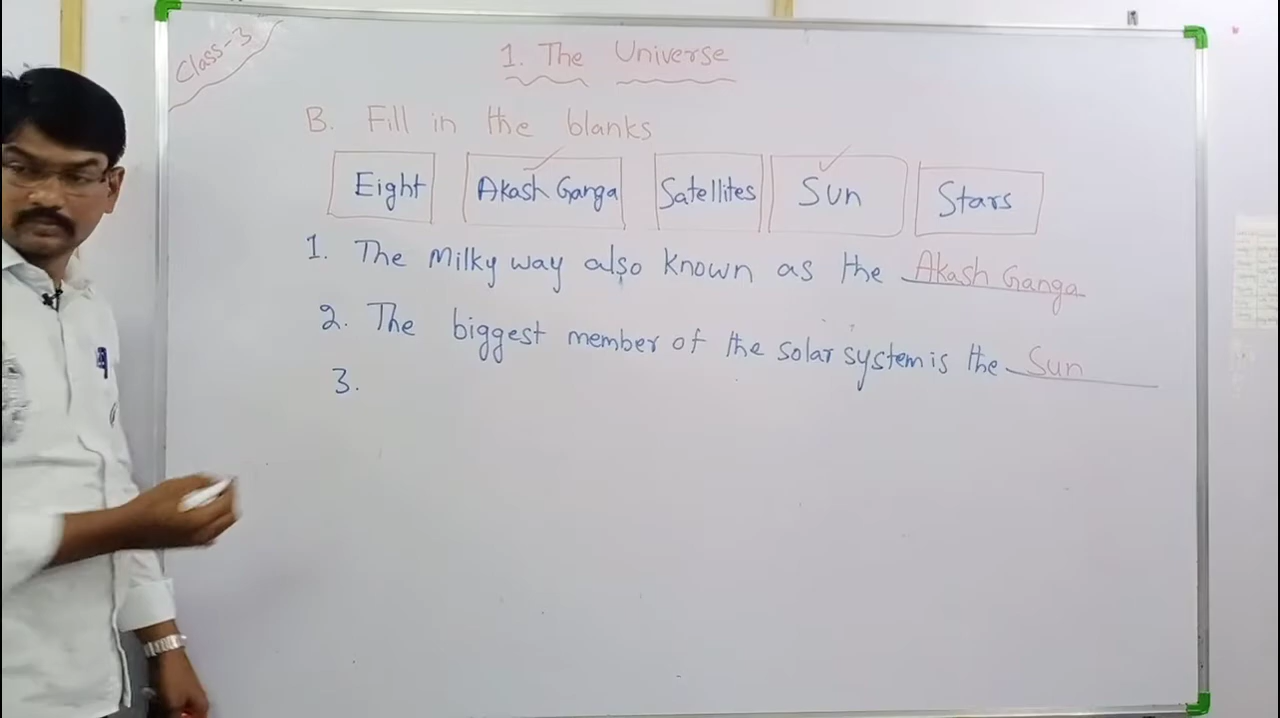 Class-3
1. The Universe
B. Fill in the blanks
Eight Akash Ganga Satellites Sun Stars
1. The Milky way also known as the Akash Ganga
2. The biggest member of the solar system is the Sun
3.